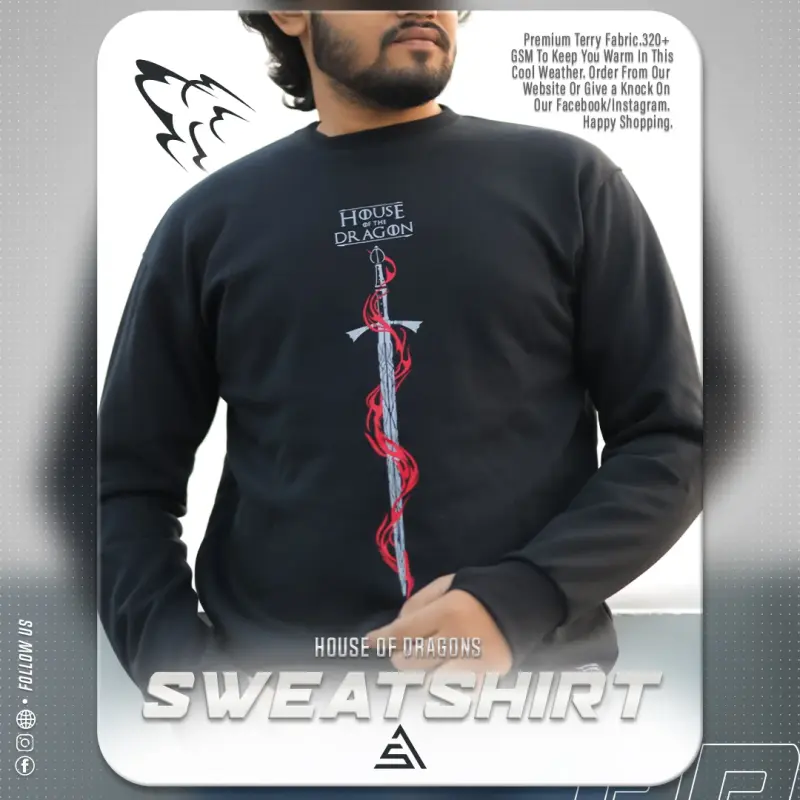 Premium Terry Fabric.320+
GSM To Keep You Warm In This
Cool Weather. Order From Our
Website Or Give a Knock On
Our Facebook/Instagram.
Happy Shopping.
HOUSE
OF THE
DRAGON
HOUSE OF DRAGONS
SWEATSHIRT
FOLLOW US